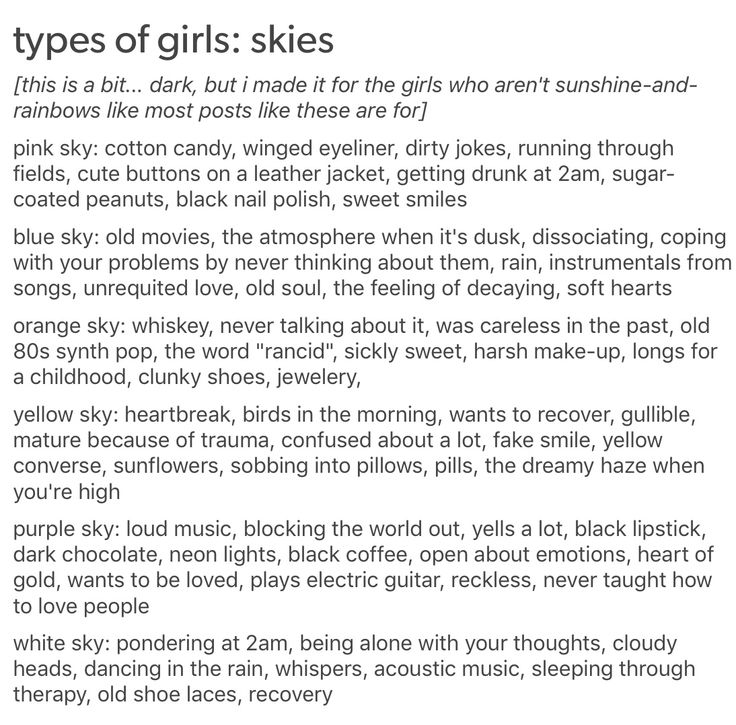 types of girls: skies
[this is a bit... dark, but i made it for the girls who aren't sunshine-and-
rainbows like most posts like these are for]
pink sky: cotton candy, winged eyeliner, dirty jokes, running through
fields, cute buttons on a leather jacket, getting drunk at 2am, sugar-
coated peanuts, black nail polish, sweet smiles
blue sky: old movies, the atmosphere when it's dusk, dissociating, coping
with your problems by never thinking about them, rain, instrumentals from
songs, unrequited love, old soul, the feeling of decaying, soft hearts
orange sky: whiskey, never talking about it, was careless in the past, old
80s synth pop, the word "rancid", sickly sweet, harsh make-up, longs for
a childhood, clunky shoes, jewelery,
yellow sky: heartbreak, birds in the morning, wants to recover, gullible,
mature because of trauma, confused about a lot, fake smile, yellow
converse, sunflowers, sobbing into pillows, pills, the dreamy haze when
you're high
purple sky: loud music, blocking the world out, yells a lot, black lipstick,
dark chocolate, neon lights, black coffee, open about emotions, heart of
gold, wants to be loved, plays electric guitar, reckless, never taught how
to love people
white sky: pondering at 2am, being alone with your thoughts, cloudy
heads, dancing in the rain, whispers, acoustic music, sleeping through
therapy, old shoe laces, recovery